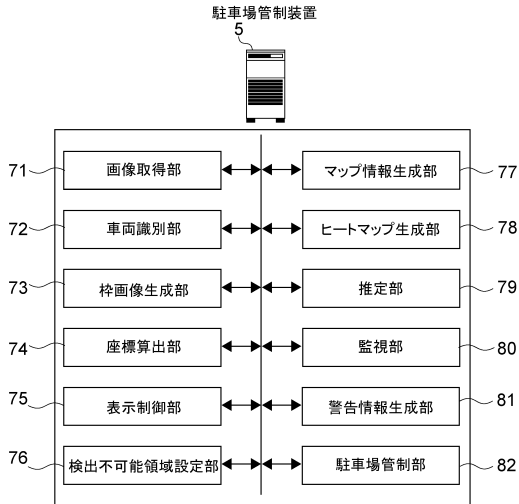 駐車場管制装置
5
71 画像取得部
72 車両識別部
73 枠画像生成部
74 座標算出部
75 表示制御部
76 検出不可能領域設定部
マップ情報生成部 77
ヒートマップ生成部 78
推定部 79
監視部 80
警告情報生成部 81
駐車場管制部 82